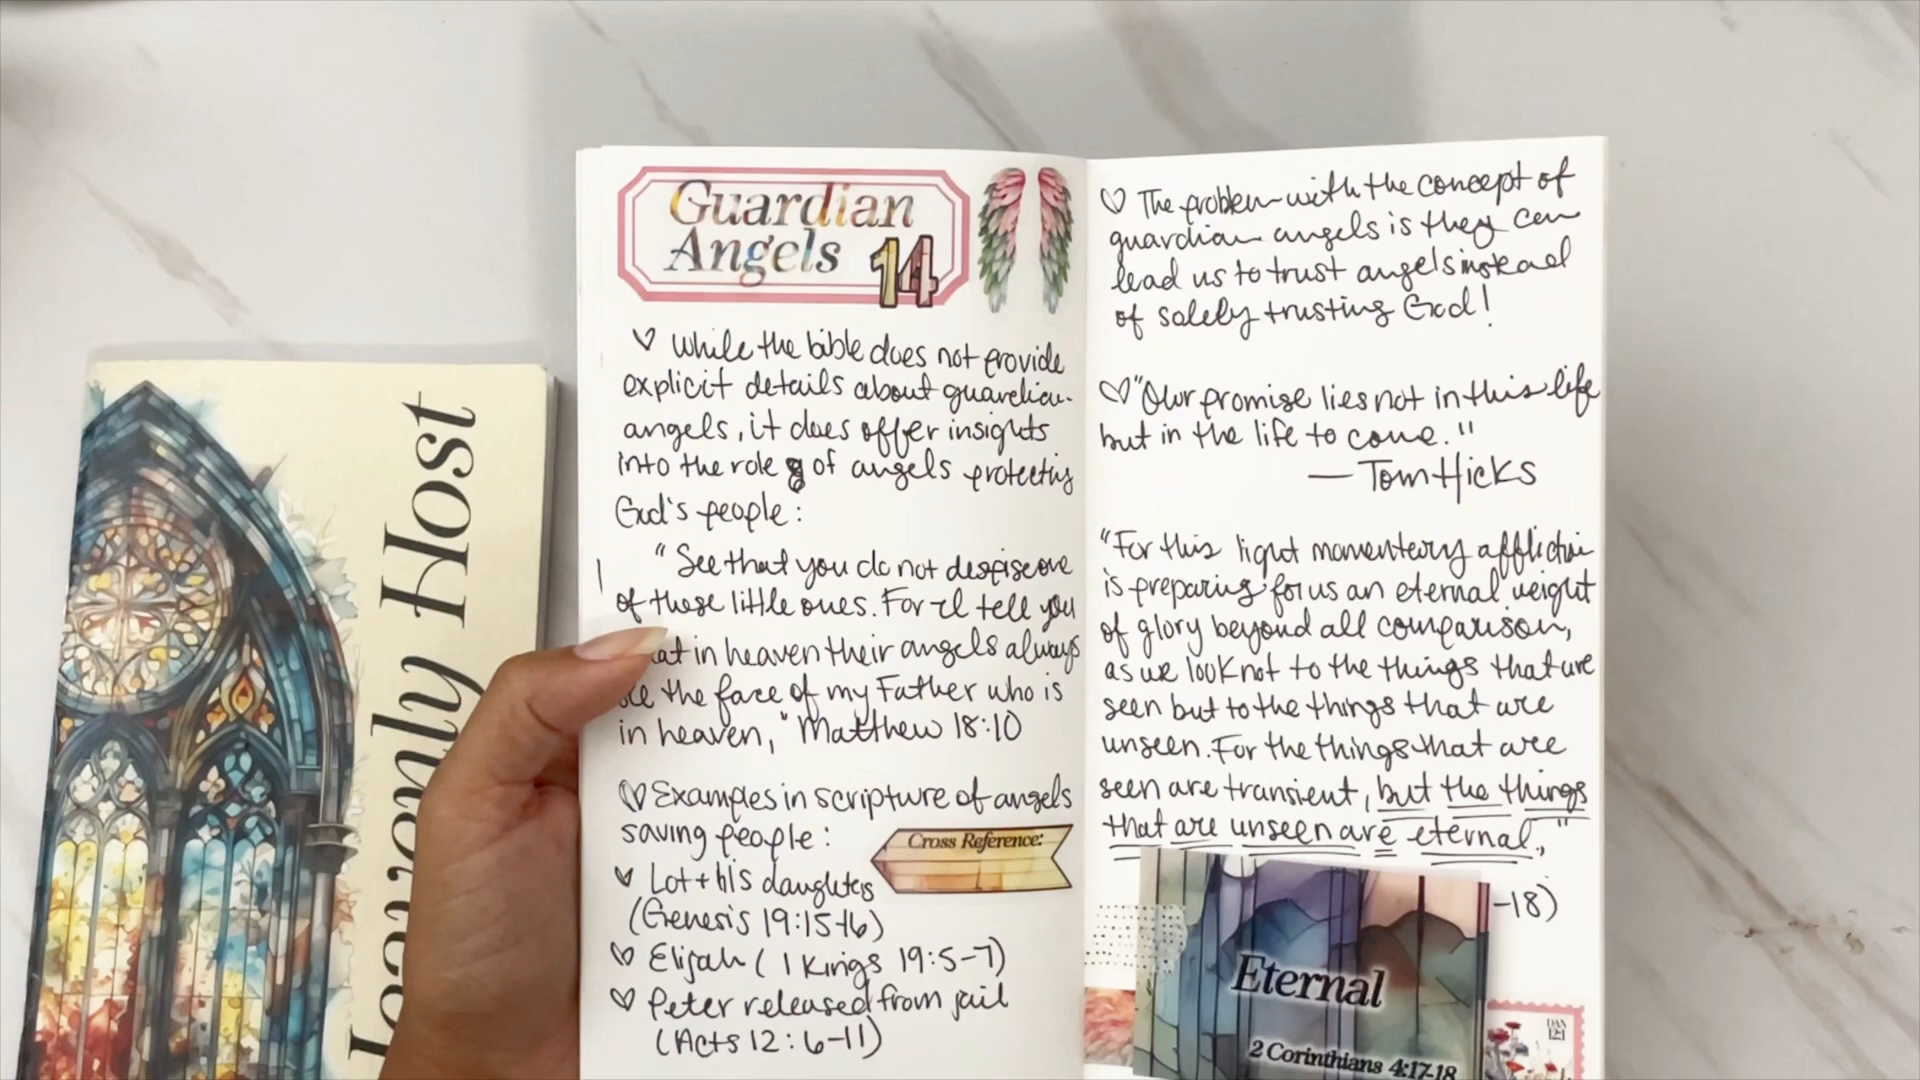 Heavenly Host
Guardian
Angels 14
While the bible does not provide
explicit details about guardian
angels, it does offer insights
into the role of angels protecting
God's people:
"See that you do not despise one
of these little ones. For I tell you
at in heaven their angels always
the face of my Father who is
in heaven," Matthew 18:10
Examples in scripture of angels
saving people:
Cross Reference:
Lot + his daughters
(Genesis 19:15-16)
Elijah (1 Kings 19:5-7)
Peter released from jail
(Acts 12:6-11)
The problem with the concept of
guardian angels is they can
lead us to trust angels instead
of solely trusting God!
"Our promise lies not in this life
but in the life to come."
— Tom Hicks
"For this light momentary affliction
is preparing for us an eternal weight
of glory beyond all comparison,
as we look not to the things that are
seen but to the things that are
unseen. For the things that are
seen are transient, but the things
that are unseen are eternal,"
-18)
Eternal
2 Corinthians 4:17-18
DAN
12:1